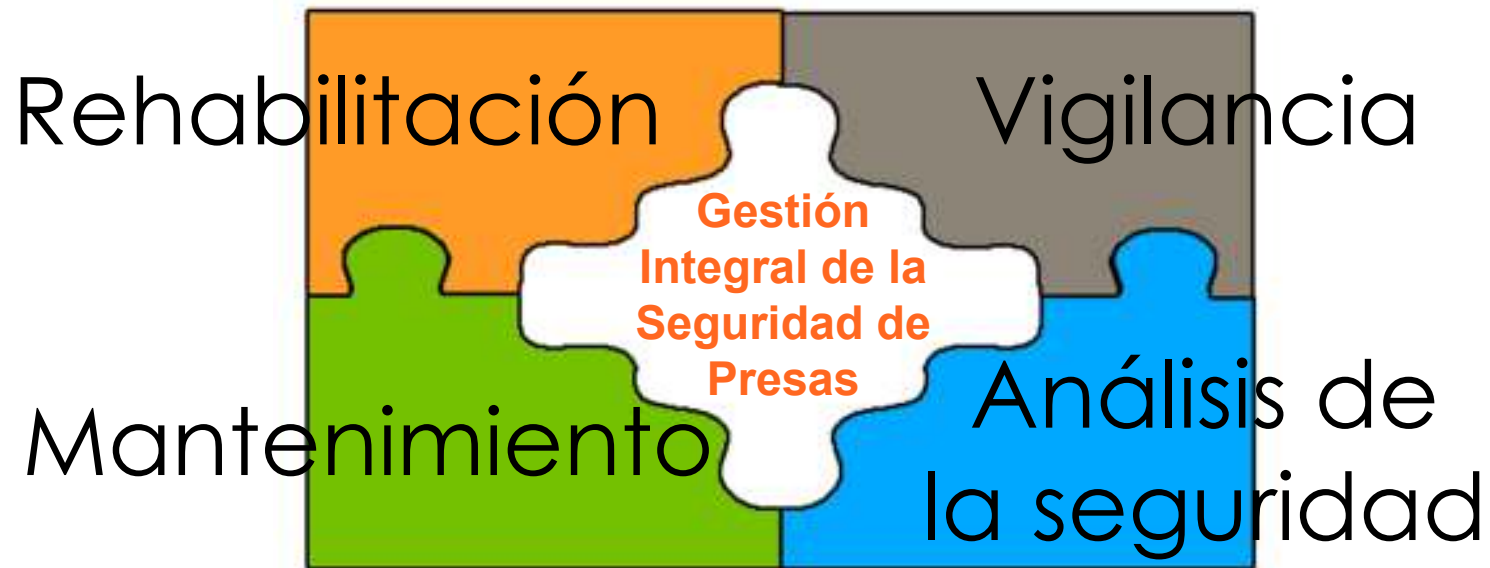 Rehabilitación
Vigilancia
Gestión
Integral de la
Seguridad de
Presas
Mantenimiento
Análisis de
la seguridad